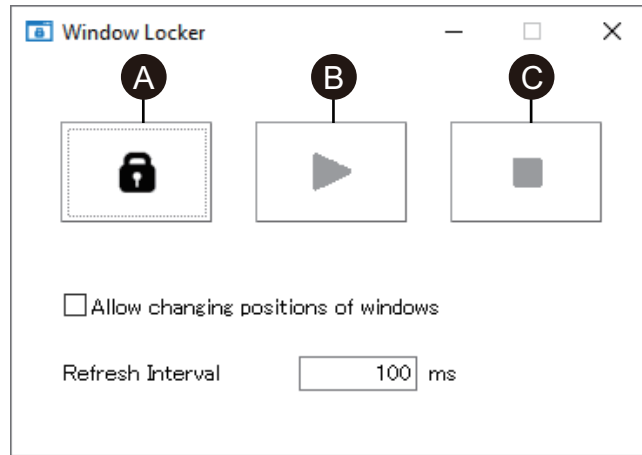 Window Locker
A B C
Allow changing positions of windows
Refresh Interval 100 ms